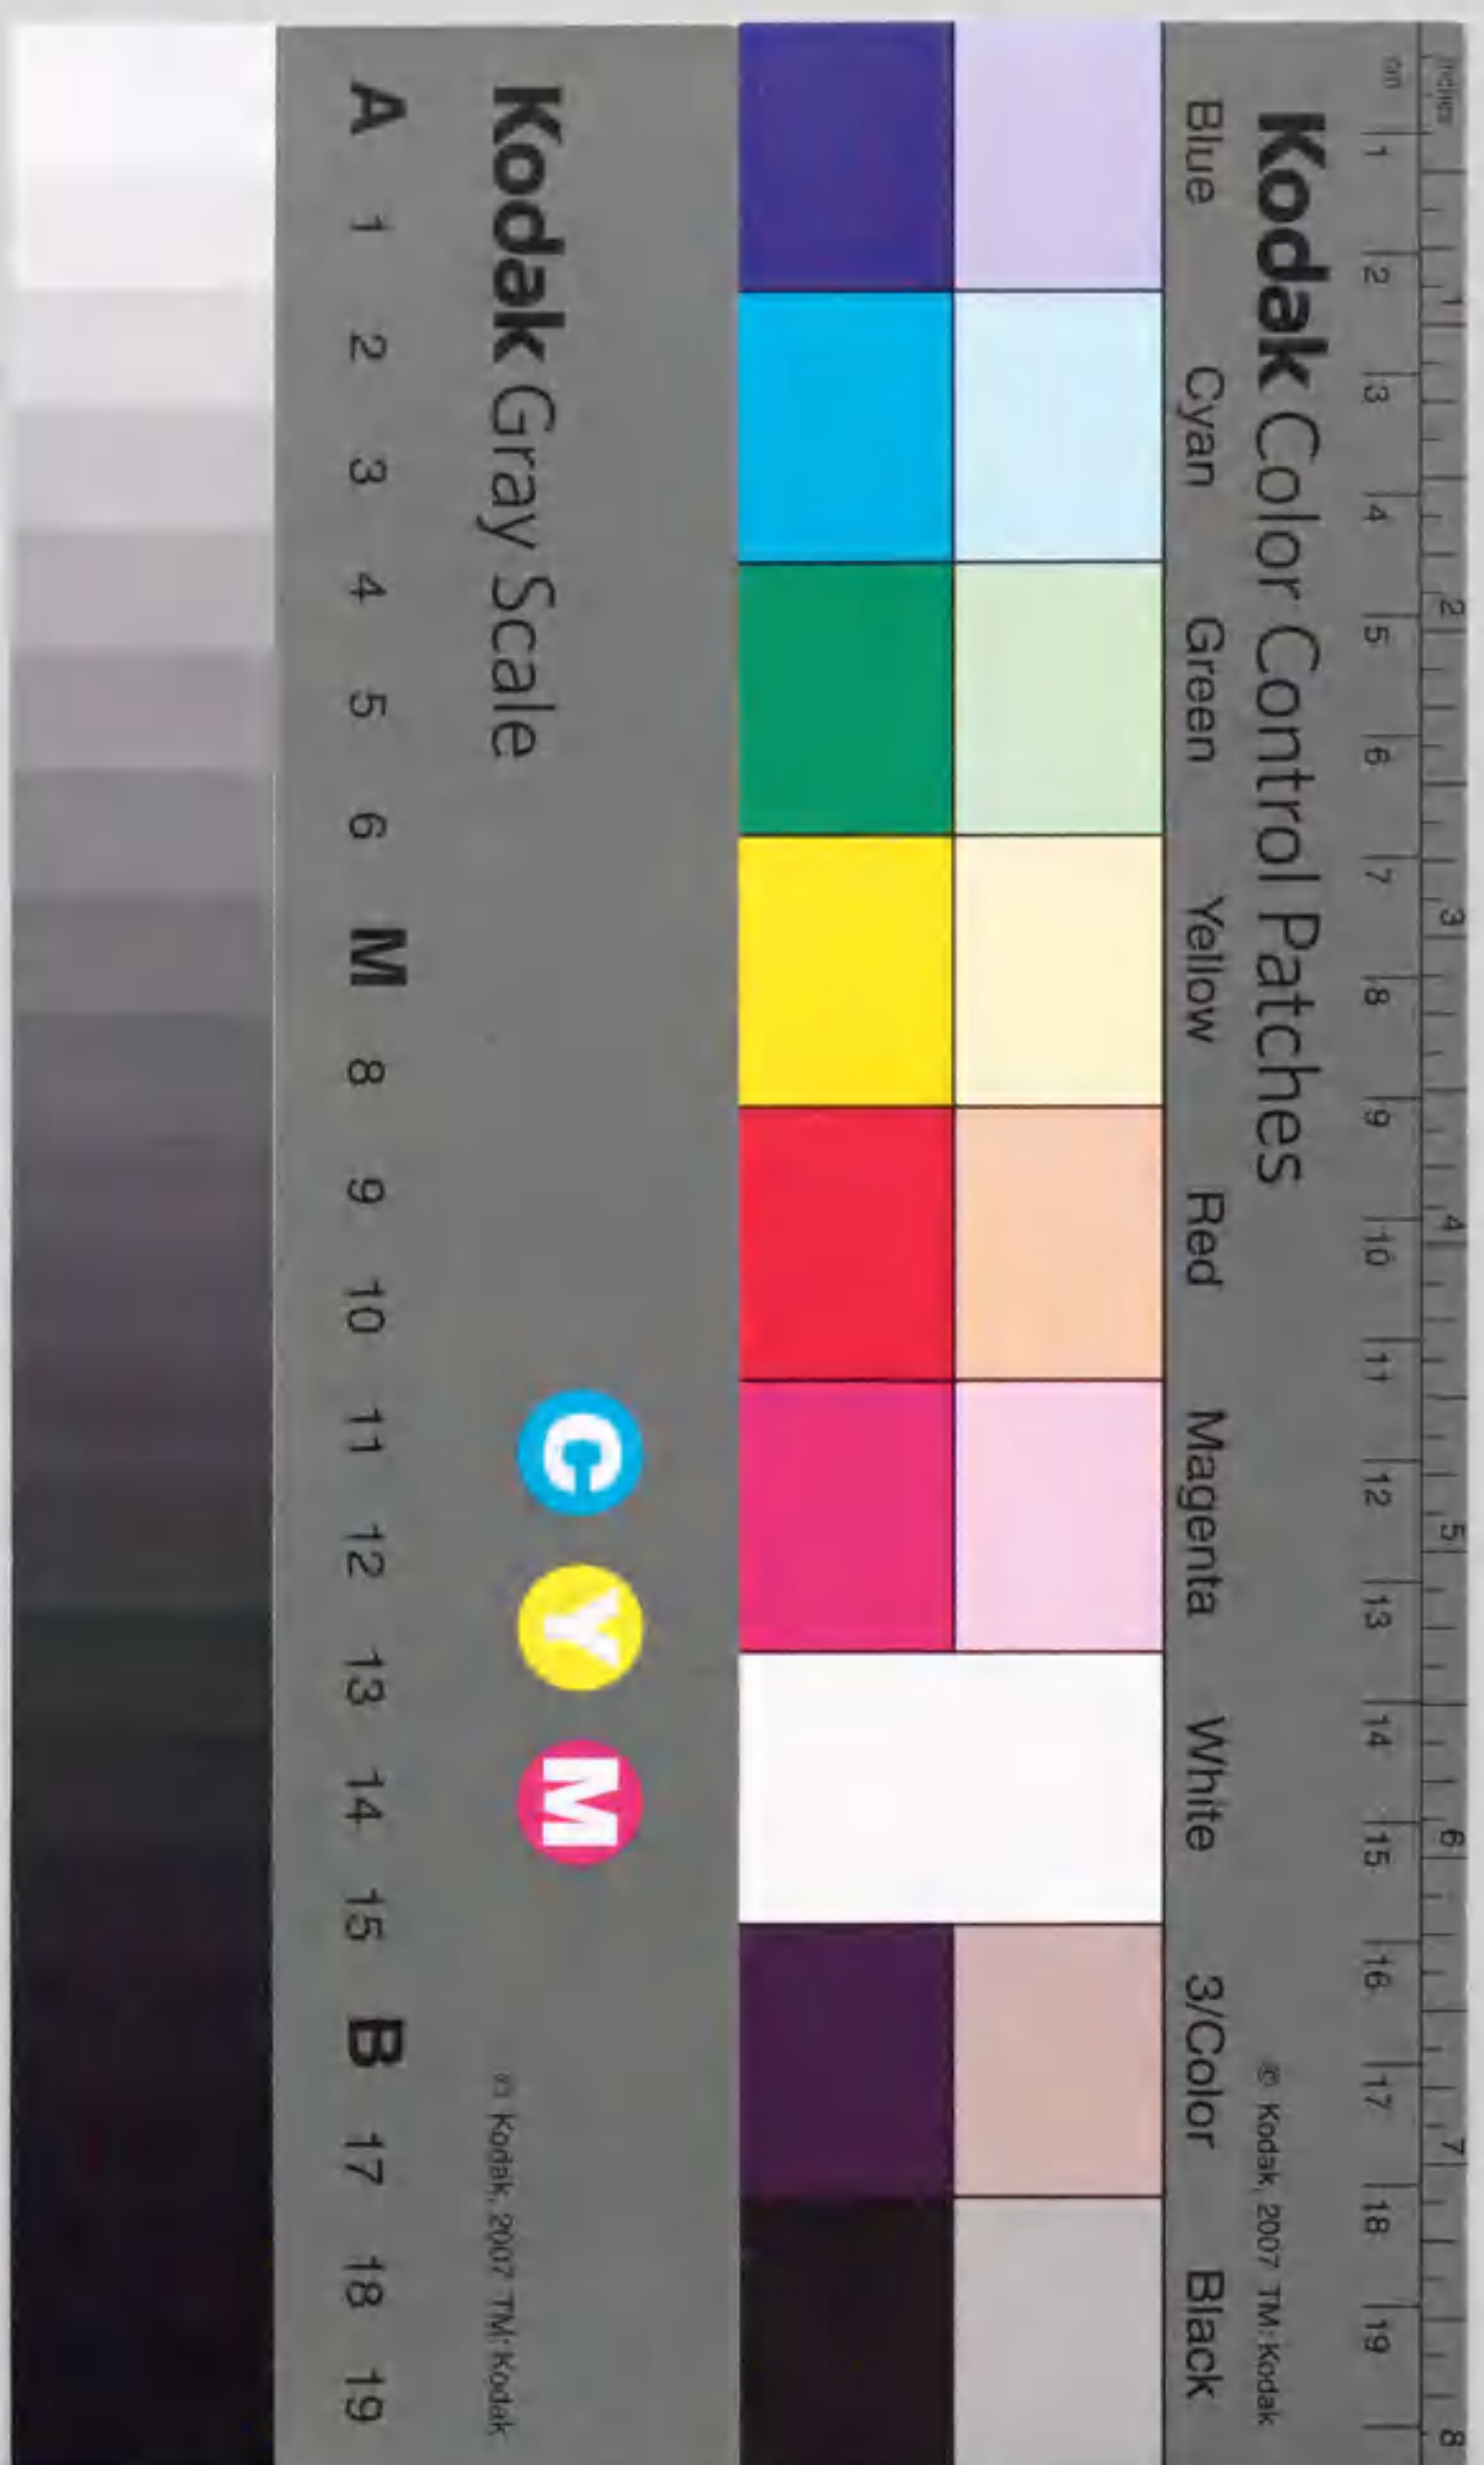 inches 1 2 3 4 5 6 7 8
cm 1 2 3 4 5 6 7 8 9 10 11 12 13 14 15 16 17 18 19
Kodak Color Control Patches © Kodak, 2007 TM: Kodak
Blue Cyan Green Yellow Red Magenta White 3/Color Black
Kodak Gray Scale C Y M © Kodak, 2007 TM: Kodak
A 1 2 3 4 5 6 M 8 9 10 11 12 13 14 15 B 17 18 19